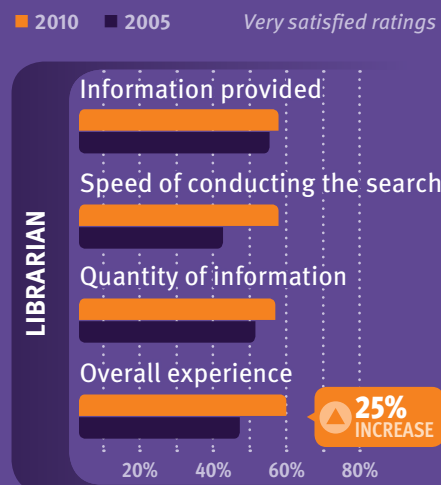 2010 2005 Very satisfied ratings
Information provided
Speed of conducting the search
Quantity of information
Overall experience
LIBRARIAN
25%
INCREASE
20% 40% 60% 80%